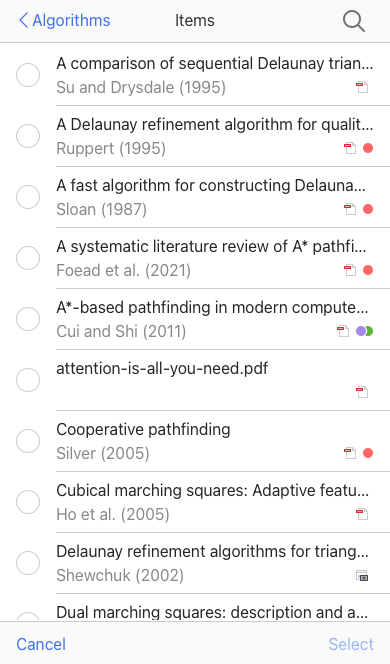 Algorithms
Items
A comparison of sequential Delaunay trian...
Su and Drysdale (1995)
A Delaunay refinement algorithm for qualit...
Ruppert (1995)
A fast algorithm for constructing Delauna...
Sloan (1987)
A systematic literature review of A* pathfi...
Foead et al. (2021)
A*-based pathfinding in modern compute...
Cui and Shi (2011)
attention-is-all-you-need.pdf
Cooperative pathfinding
Silver (2005)
Cubical marching squares: Adaptive featu...
Ho et al. (2005)
Delaunay refinement algorithms for triang...
Shewchuk (2002)
Dual marching squares: description and a...
Cancel
Select